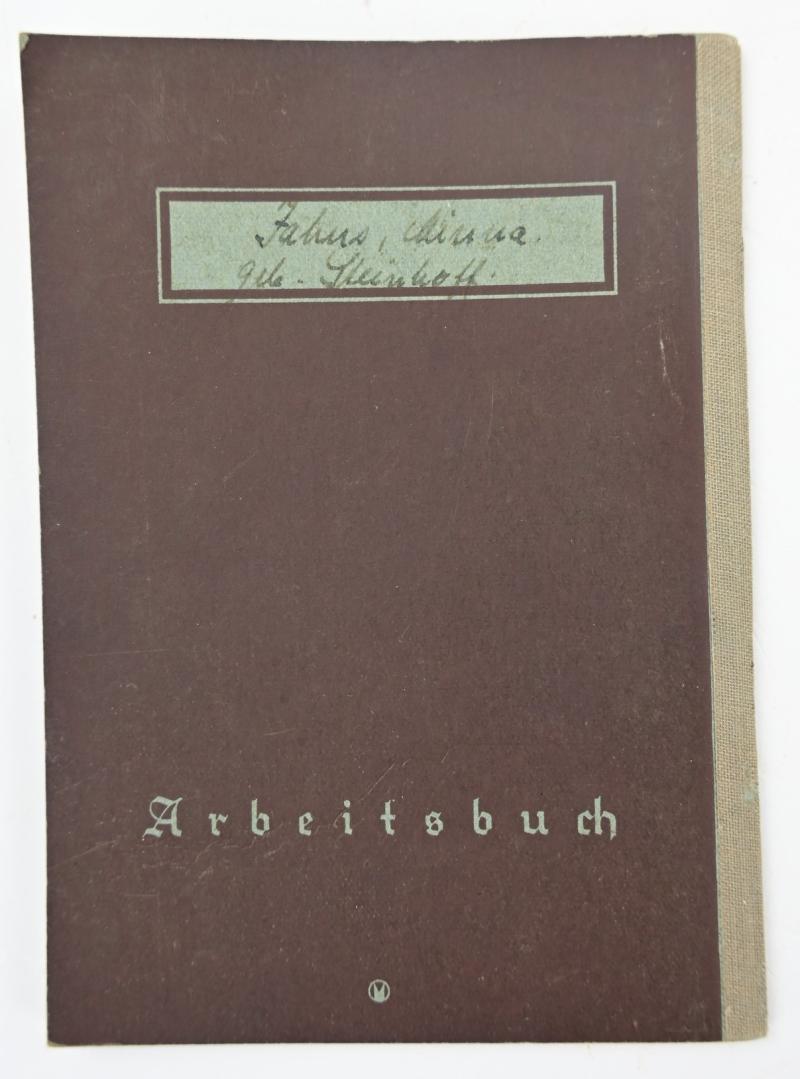 Jahns, Minna.
geb. Steinhoff.
Arbeitsbuch